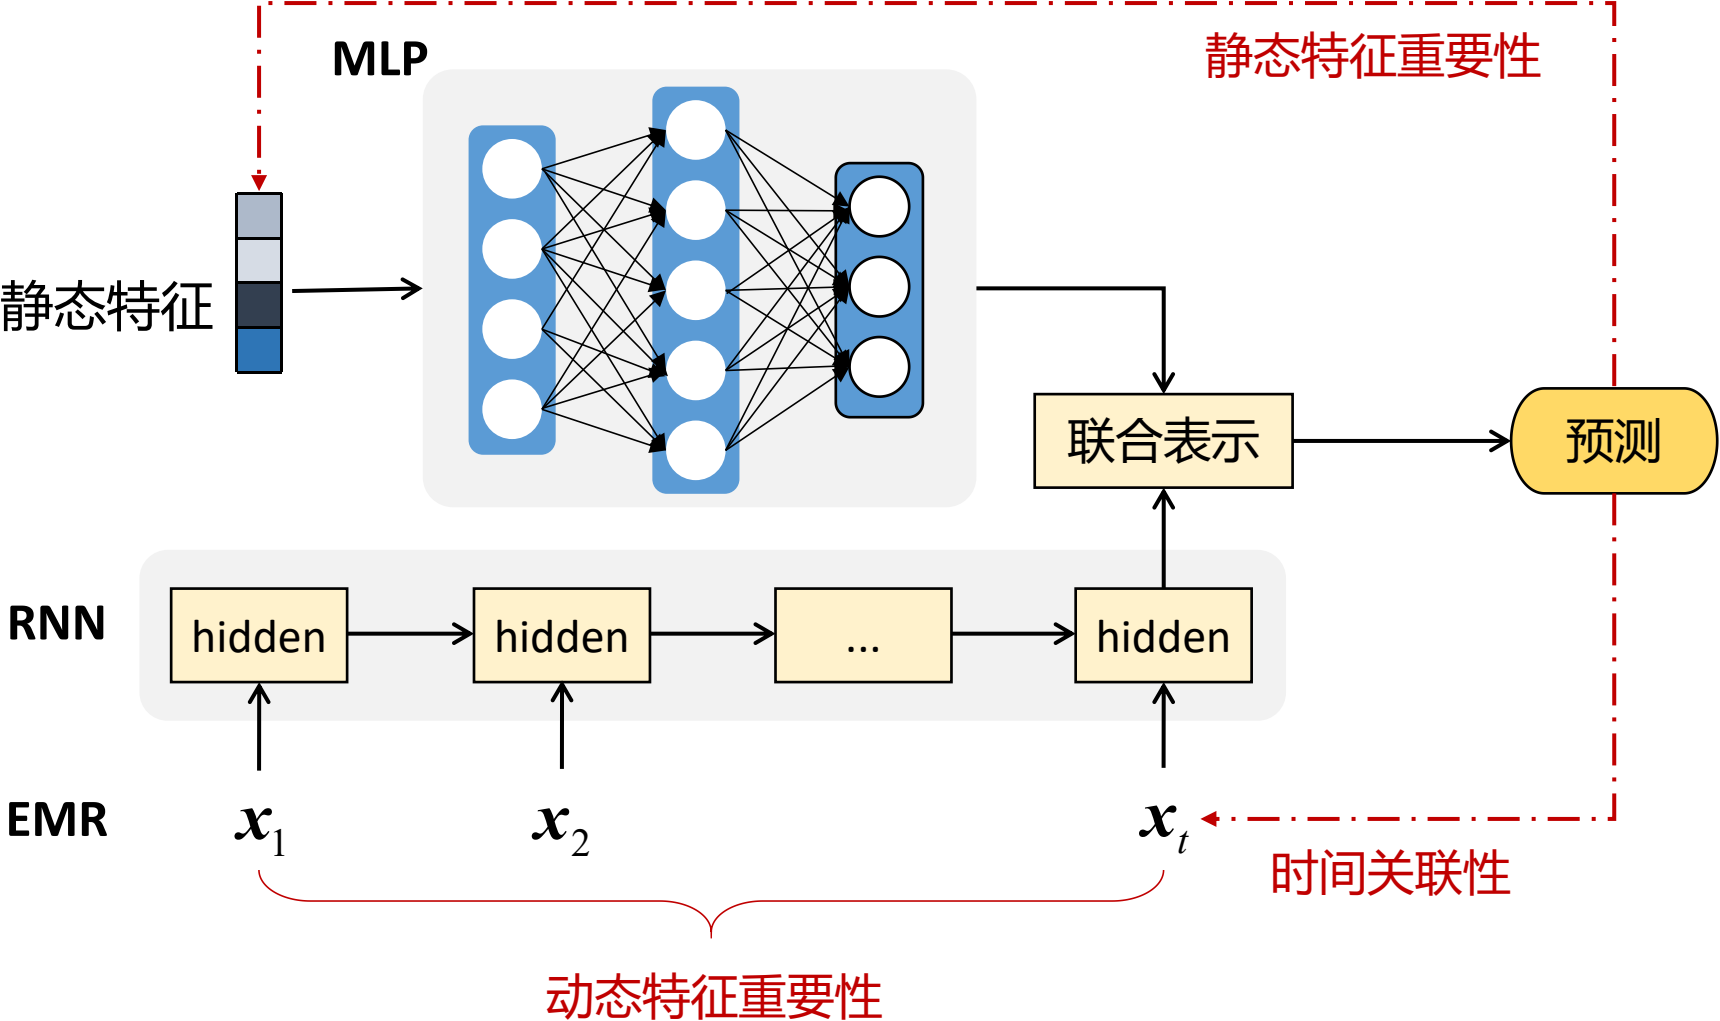 静态特征重要性
MLP
静态特征
联合表示
预测
RNN
hidden
hidden
...
hidden
EMR
x1
x2
xt
时间关联性
动态特征重要性